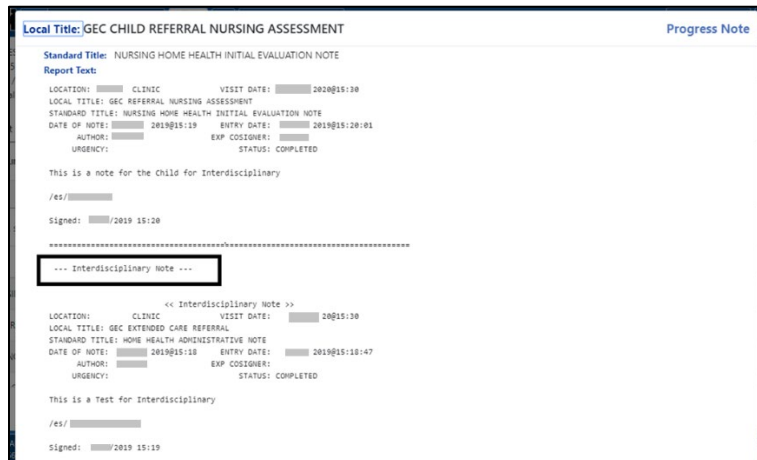 Local Title: GEC CHILD REFERRAL NURSING ASSESSMENT Progress Note
Standard Title: NURSING HOME HEALTH INITIAL EVALUATION NOTE
Report Text:
LOCATION: CLINIC VISIT DATE: 2020@15:30
LOCAL TITLE: GEC REFERRAL NURSING ASSESSMENT
STANDARD TITLE: NURSING HOME HEALTH INITIAL EVALUATION NOTE
DATE OF NOTE: 2019@15:19 ENTRY DATE: 2019@15:20:01
AUTHOR: EXP COSIGNER:
URGENCY: STATUS: COMPLETED
This is a note for the Child for Interdisciplinary
/es/
Signed: /2019 15:20
--- Interdisciplinary Note ---
<< Interdisciplinary Note >>
LOCATION: CLINIC VISIT DATE: 20@15:30
LOCAL TITLE: GEC EXTENDED CARE REFERRAL
STANDARD TITLE: HOME HEALTH ADMINISTRATIVE NOTE
DATE OF NOTE: 2019@15:18 ENTRY DATE: 2019@15:18:47
AUTHOR: EXP COSIGNER:
URGENCY: STATUS: COMPLETED
This is a Test for Interdisciplinary
/es/
Signed: /2019 15:19